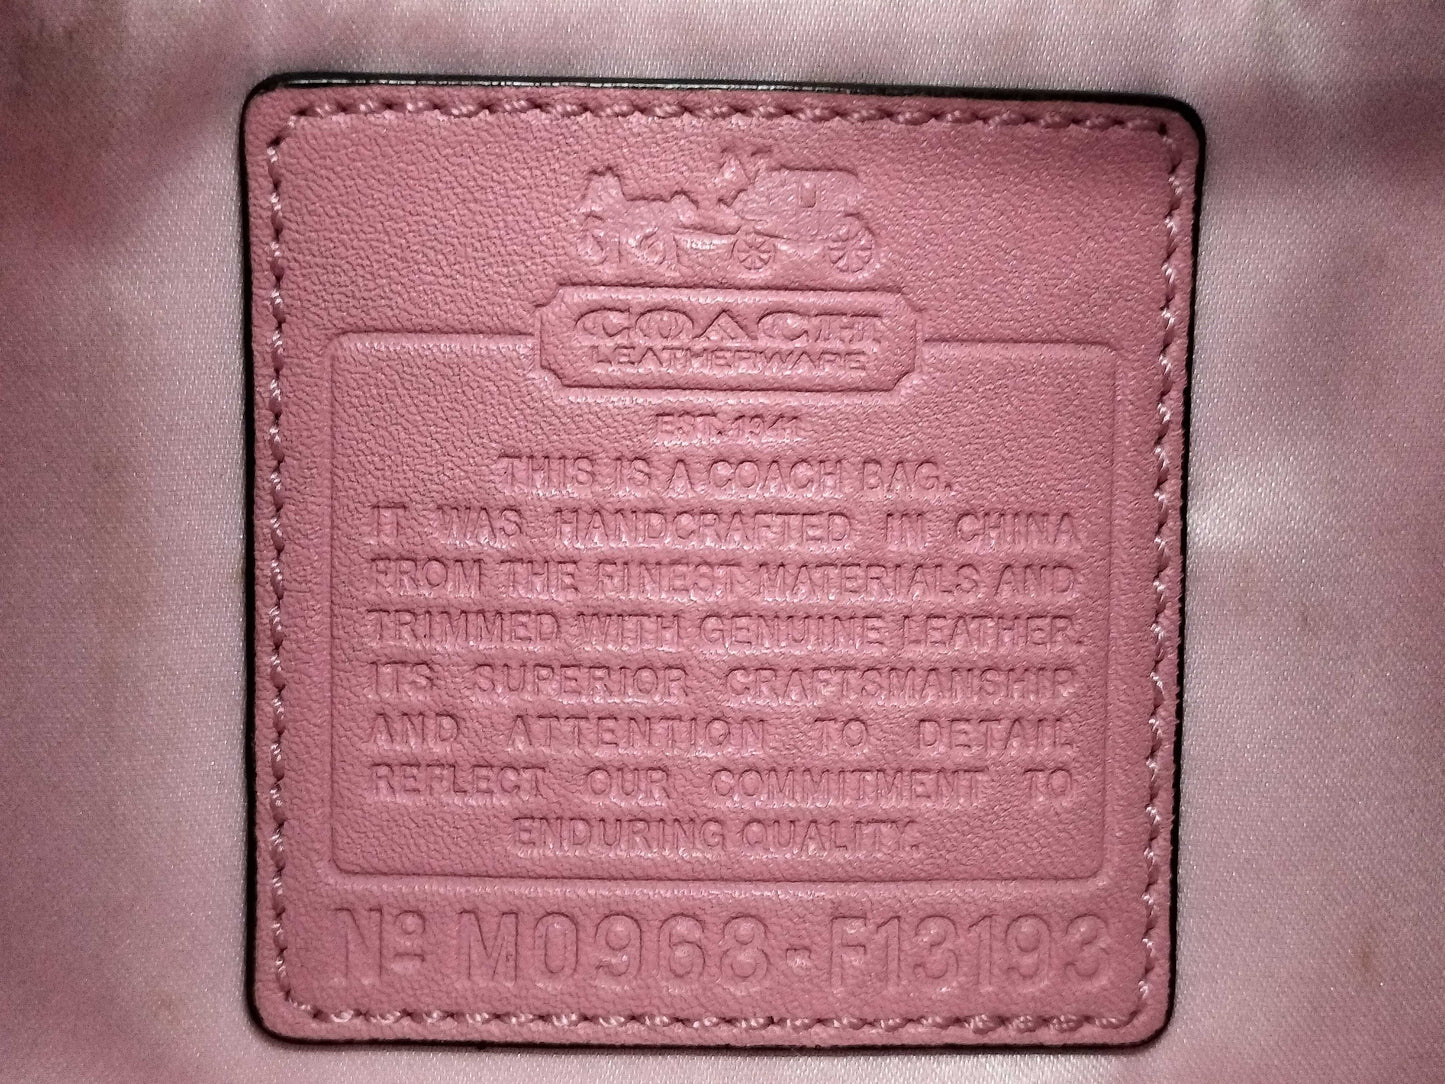 COACH
LEATHERWARE
EST. 1941
THIS IS A COACH BAG.
IT WAS HANDCRAFTED IN CHINA
FROM THE FINEST MATERIALS AND
TRIMMED WITH GENUINE LEATHER.
ITS SUPERIOR CRAFTSMANSHIP
AND ATTENTION TO DETAIL
REFLECT OUR COMMITMENT TO
ENDURING QUALITY.
Nº M0968-F13193